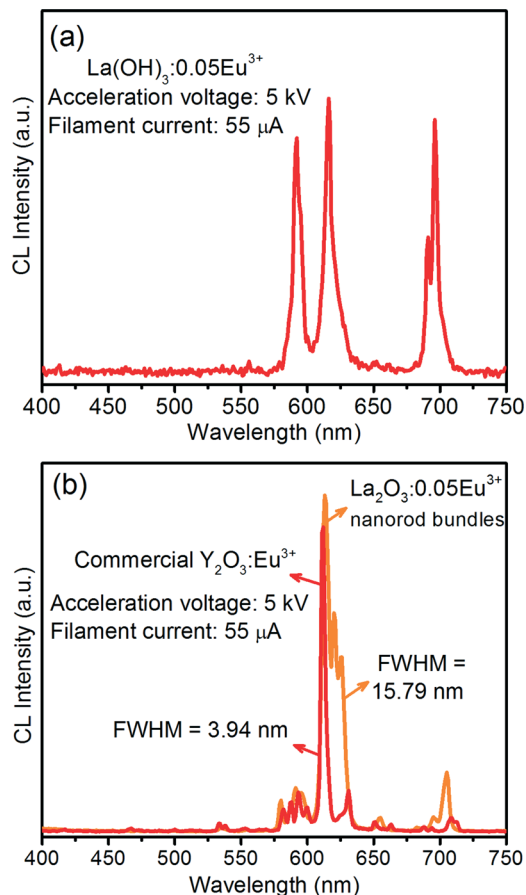 (a)
La(OH)₃:0.05Eu³⁺
Acceleration voltage: 5 kV
Filament current: 55 μA
CL Intensity (a.u.)
400 450 500 550 600 650 700 750
Wavelength (nm)
(b)
La₂O₃:0.05Eu³⁺
nanorod bundles
Commercial Y₂O₃:Eu³⁺
Acceleration voltage: 5 kV
Filament current: 55 μA
FWHM =
15.79 nm
FWHM = 3.94 nm
CL Intensity (a.u.)
400 450 500 550 600 650 700 750
Wavelength (nm)